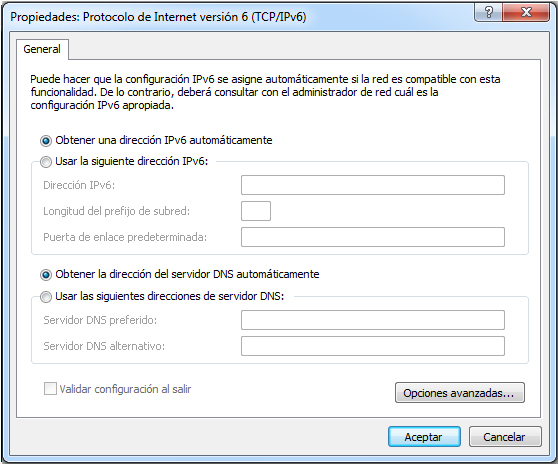 Propiedades: Protocolo de Internet versión 6 (TCP/IPv6)
General
Puede hacer que la configuración IPv6 se asigne automáticamente si la red es compatible con esta
funcionalidad. De lo contrario, deberá consultar con el administrador de red cuál es la
configuración IPv6 apropiada.
Obtener una dirección IPv6 automáticamente
Usar la siguiente dirección IPv6:
Dirección IPv6:
Longitud del prefijo de subred:
Puerta de enlace predeterminada:
Obtener la dirección del servidor DNS automáticamente
Usar las siguientes direcciones de servidor DNS:
Servidor DNS preferido:
Servidor DNS alternativo:
Validar configuración al salir
Opciones avanzadas...
Aceptar
Cancelar